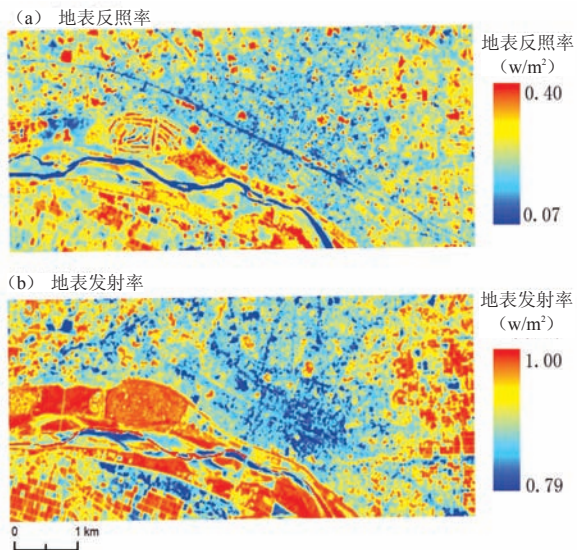 (a) 地表反照率
地表反照率
(w/m²)
0.40
0.07
(b) 地表发射率
地表发射率
(w/m²)
1.00
0.79
0 1 km